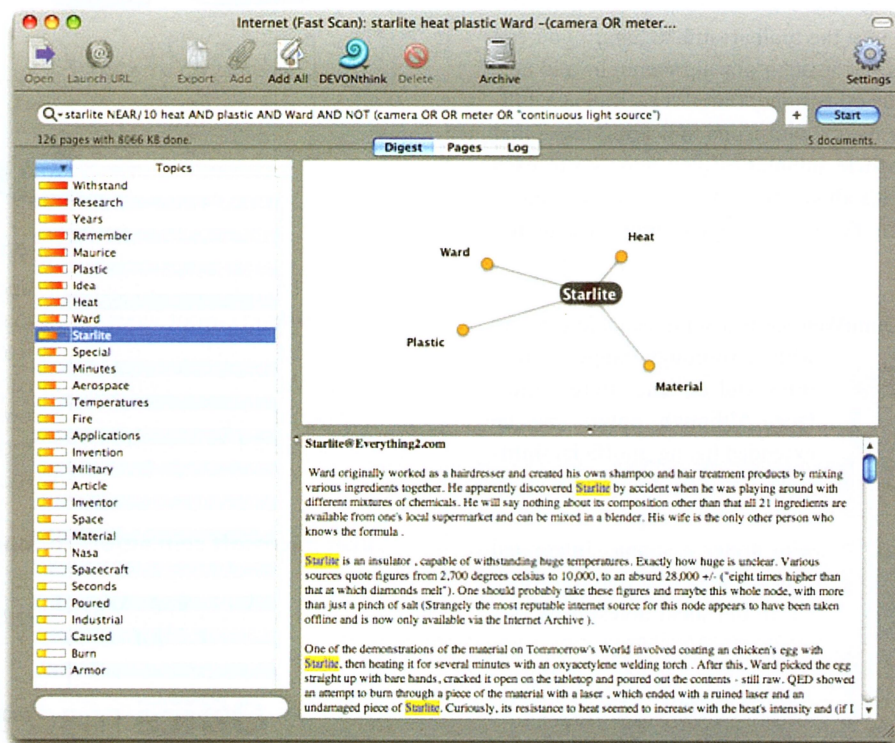 Internet (Fast Scan): starlite heat plastic Ward -(camera OR meter...
Open Launch URL Export Add Add All DEVONthink Delete Archive Settings
starlite NEAR/10 heat AND plastic AND Ward AND NOT (camera OR OR meter OR "continuous light source")
+ Start
126 pages with 8066 KB done.
Digest Pages Log
5 documents.
Topics
Withstand
Research
Years
Remember
Maurice
Plastic
Idea
Heat
Ward
Starlite
Special
Minutes
Aerospace
Temperatures
Fire
Applications
Invention
Military
Article
Inventor
Space
Material
Nasa
Spacecraft
Seconds
Poured
Industrial
Caused
Burn
Armor
Heat
Ward
Starlite
Plastic
Material
Starlite@Everything2.com
Ward originally worked as a hairdresser and created his own shampoo and hair treatment products by mixing
various ingredients together. He apparently discovered Starlite by accident when he was playing around with
different mixtures of chemicals. He will say nothing about its composition other than that all 21 ingredients are
available from one's local supermarket and can be mixed in a blender. His wife is the only other person who
knows the formula .
Starlite is an insulator , capable of withstanding huge temperatures. Exactly how huge is unclear. Various
sources quote figures from 2,700 degrees celsius to 10,000, to an absurd 28,000 +/- ("eight times higher than
that at which diamonds melt"). One should probably take these figures and maybe this whole node, with more
than just a pinch of salt (Strangely the most reputable internet source for this node appears to have been taken
offline and is now only available via the Internet Archive ).
One of the demonstrations of the material on Tommorrow's World involved coating an chicken's egg with
Starlite, then heating it for several minutes with an oxyacetylene welding torch . After this, Ward picked the egg
straight up with bare hands, cracked it open on the tabletop and poured out the contents - still raw. QED showed
an attempt to burn through a piece of the material with a laser , which ended with a ruined laser and an
undamaged piece of Starlite. Curiously, its resistance to heat seemed to increase with the heat's intensity and (if I